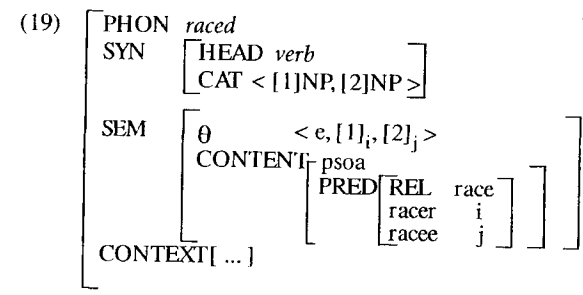 (19) PHON raced
SYN HEAD verb
CAT < [1]NP, [2]NP >
SEM θ < e, [1]i, [2]j >
CONTENT psoa
PRED REL race
racer i
racee j
CONTEXT[ ... ]